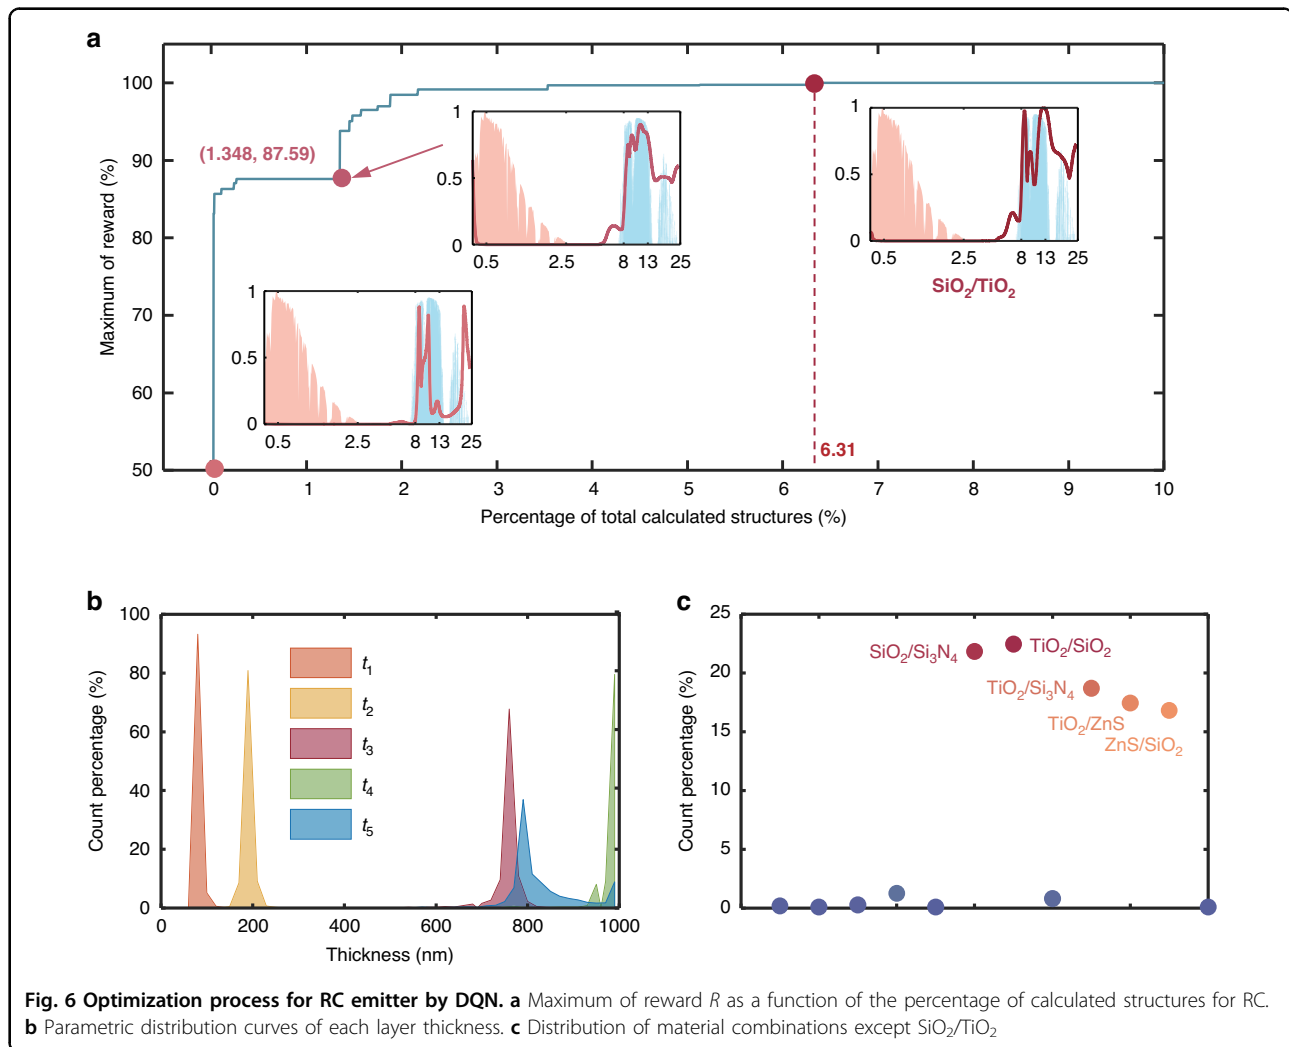 a
Maximum of reward (%)
100
90
80
70
60
50
0
1
2
3
4
5
6
7
8
9
10
Percentage of total calculated structures (%)
(1.348, 87.59)
6.31
1
0.5
0
0.5
2.5
8
13
25
1
0.5
0
0.5
2.5
8
13
25
1
0.5
0
0.5
2.5
8
13
25
SiO₂/TiO₂
b
Count percentage (%)
100
80
60
40
20
0
0
200
400
600
800
1000
Thickness (nm)
t₁
t₂
t₃
t₄
t₅
c
Count percentage (%)
25
20
15
10
5
0
SiO₂/Si₃N₄
TiO₂/SiO₂
TiO₂/Si₃N₄
TiO₂/ZnS
ZnS/SiO₂
Fig. 6 Optimization process for RC emitter by DQN. a Maximum of reward R as a function of the percentage of calculated structures for RC.
b Parametric distribution curves of each layer thickness. c Distribution of material combinations except SiO₂/TiO₂